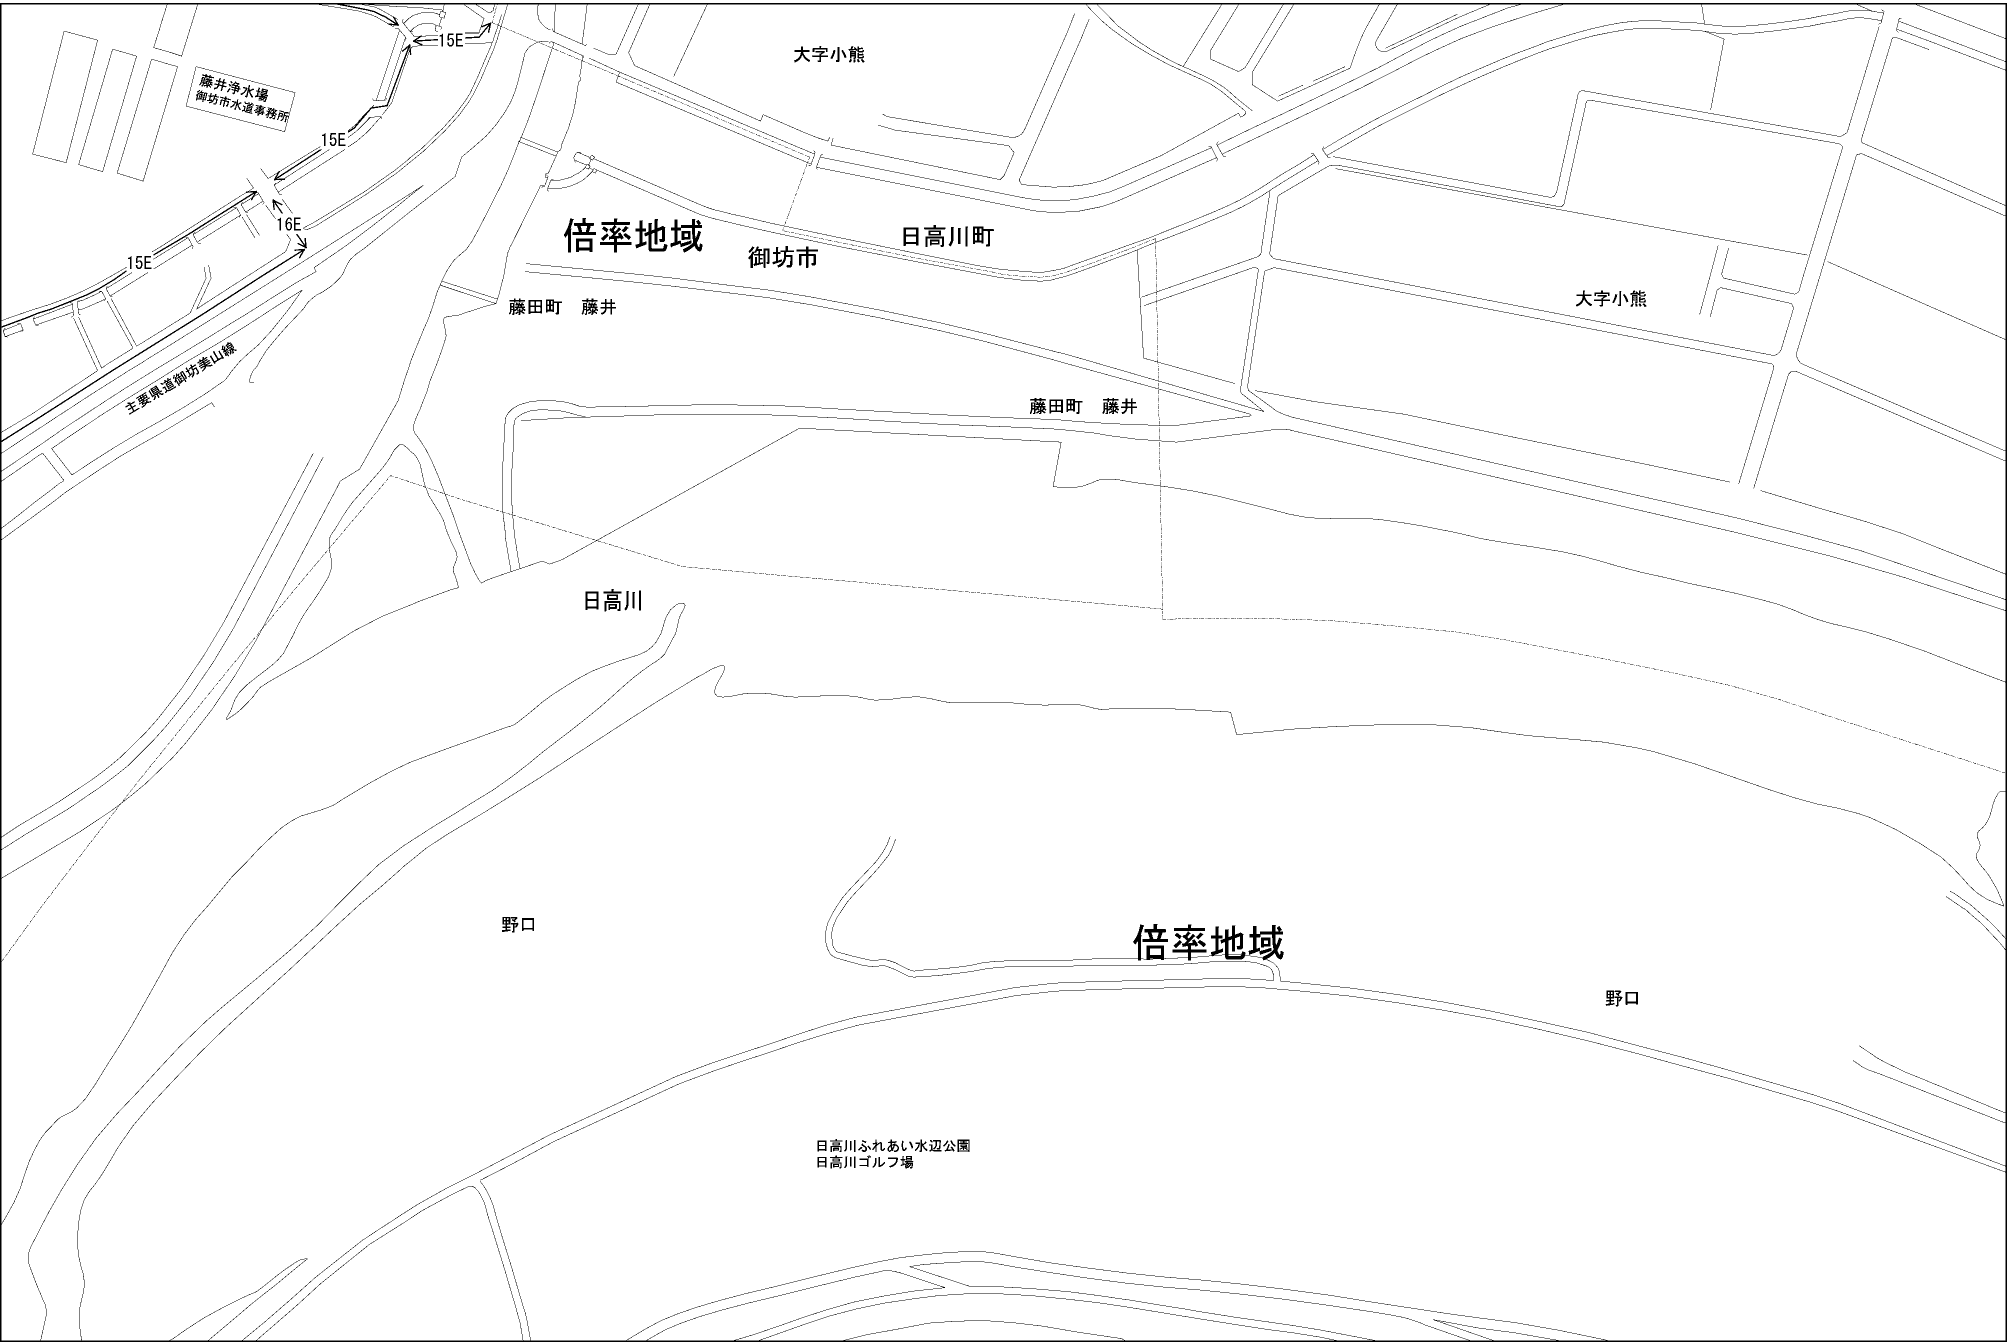 15E
大字小熊
藤井浄水場
御坊市水道事務所
15E
16E
倍率地域
日高川町
御坊市
15E
藤田町　藤井
大字小熊
主要県道御坊美山線
藤田町　藤井
日高川
野口
倍率地域
野口
日高川ふれあい水辺公園
日高川ゴルフ場